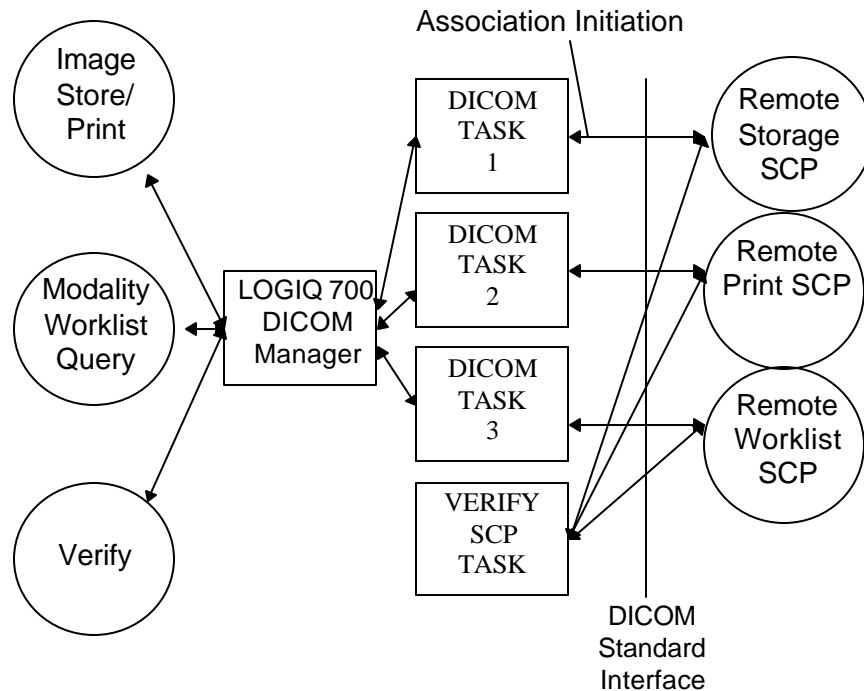 Association Initiation
Image
Store/
Print
Modality
Worklist
Query
Verify
LOGIQ 700
DICOM
Manager
DICOM
TASK
1
DICOM
TASK
2
DICOM
TASK
3
VERIFY
SCP
TASK
Remote
Storage
SCP
Remote
Print SCP
Remote
Worklist
SCP
DICOM
Standard
Interface